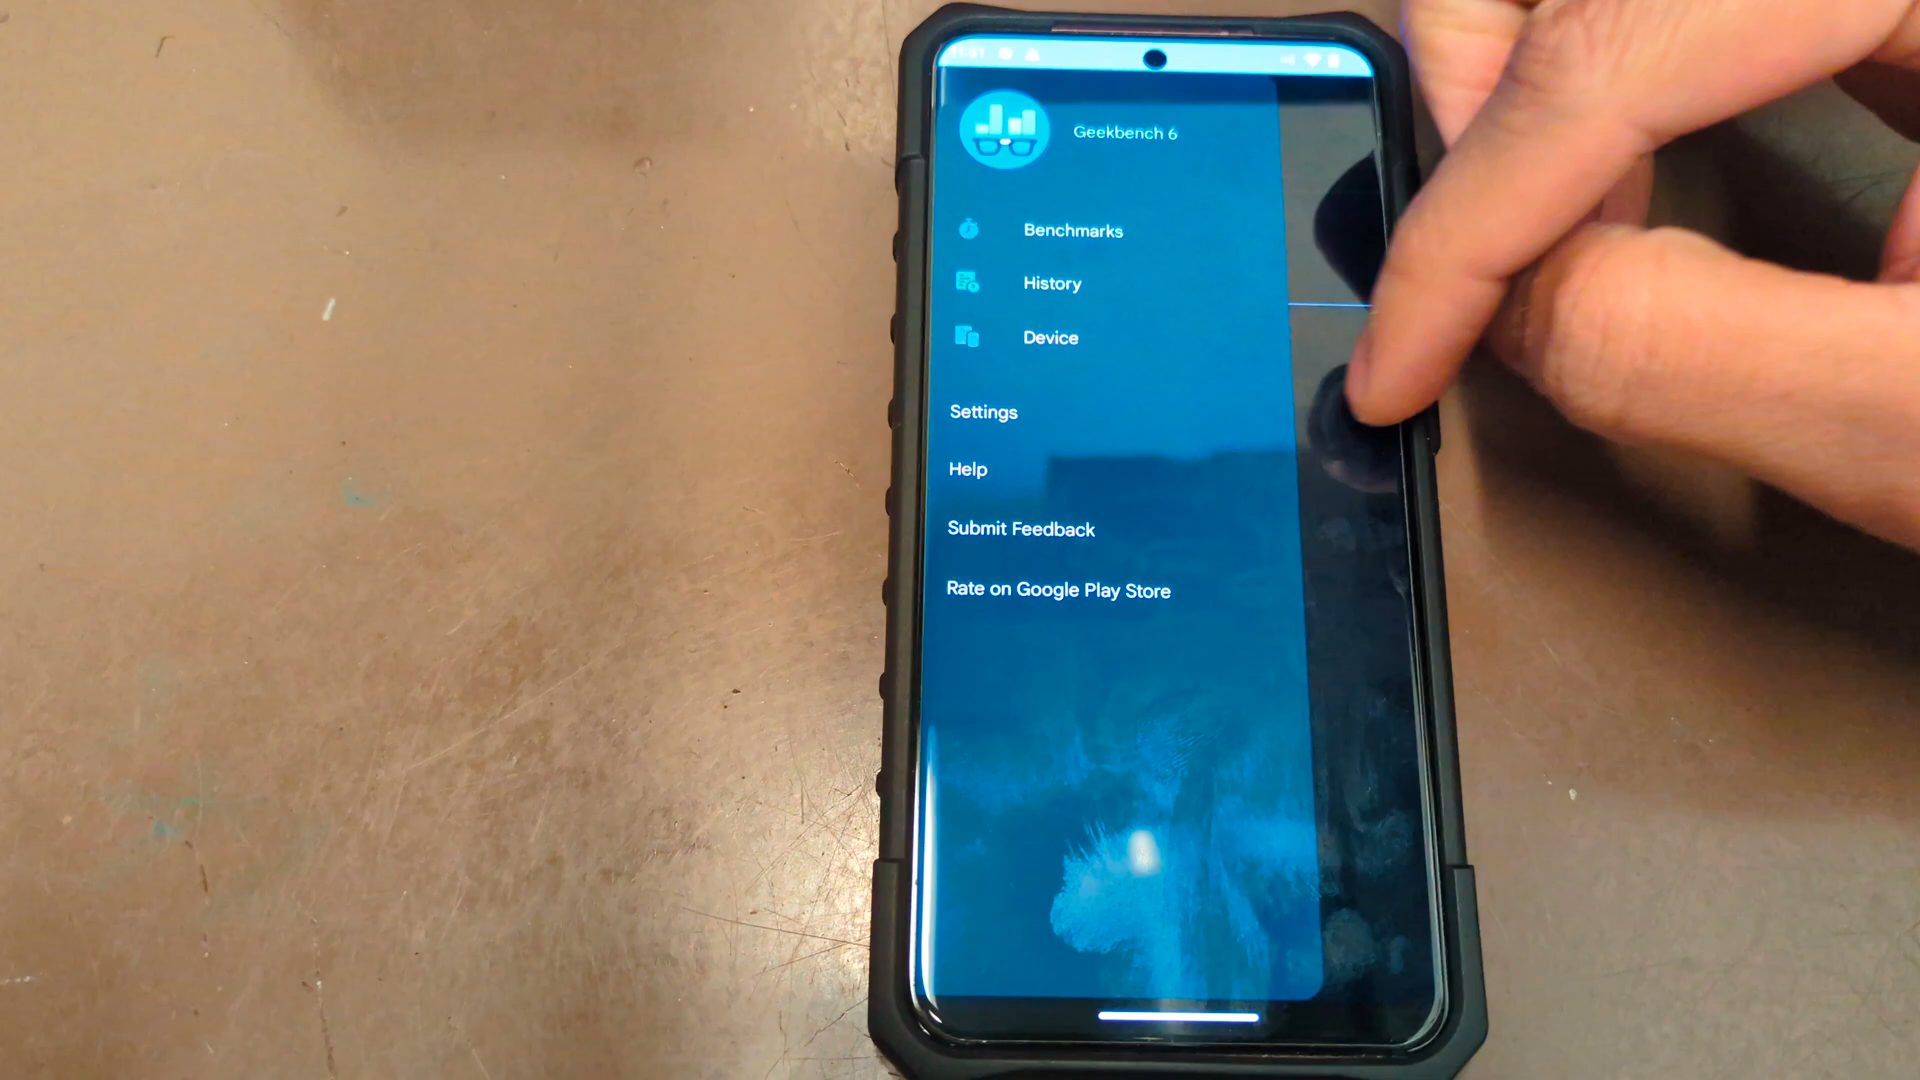 Geekbench 6
Benchmarks
History
Device
Settings
Help
Submit Feedback
Rate on Google Play Store